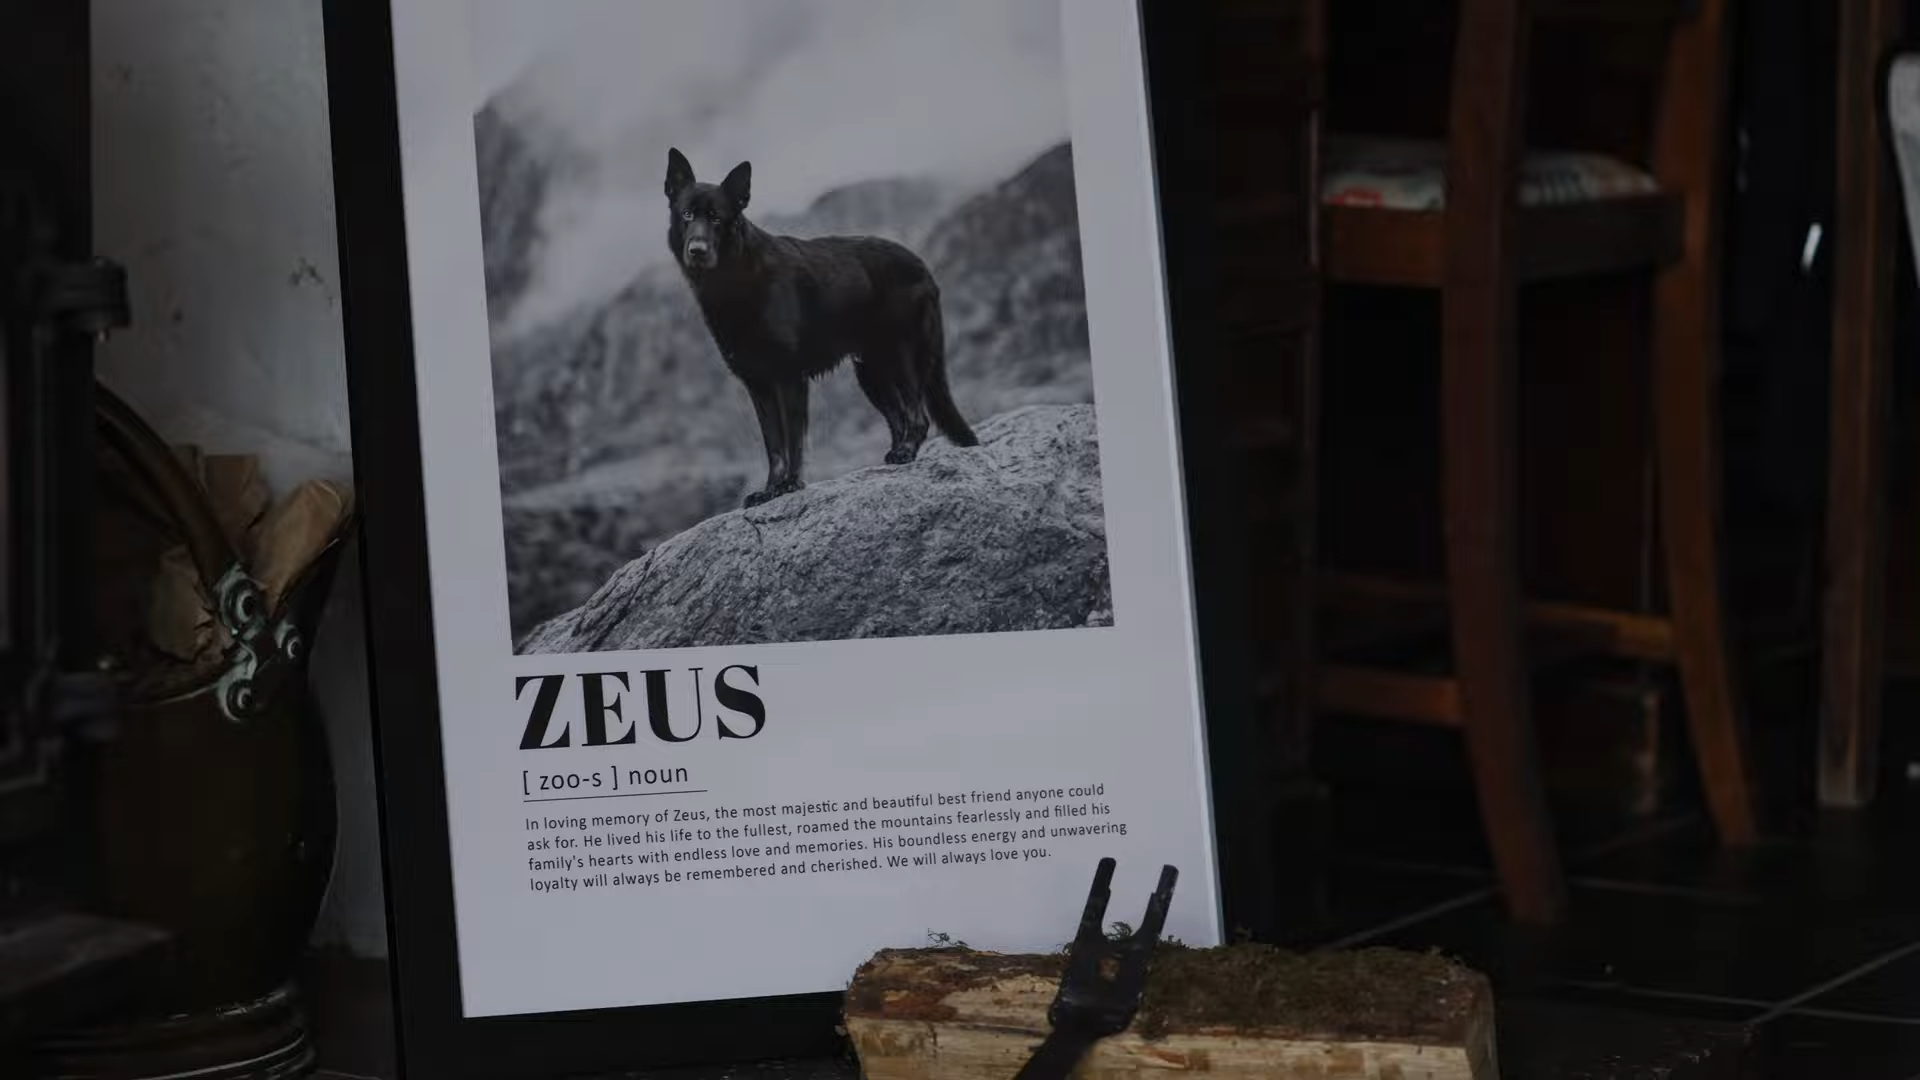 ZEUS
[ zoo-s ] noun
In loving memory of Zeus, the most majestic and beautiful best friend anyone could
ask for. He lived his life to the fullest, roamed the mountains fearlessly and filled his
family's hearts with endless love and memories. His boundless energy and unwavering
loyalty will always be remembered and cherished. We will always love you.